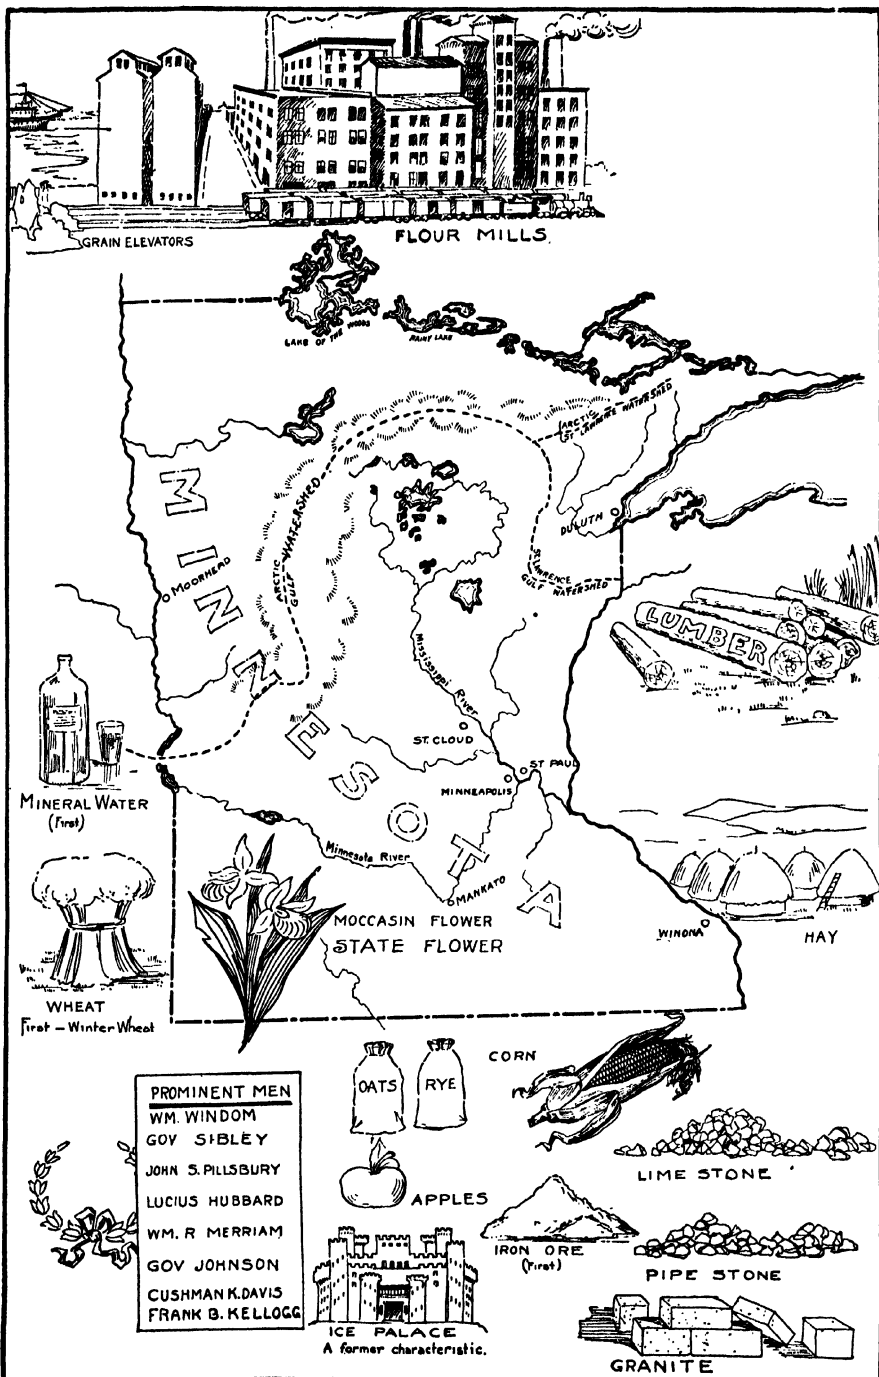 GRAIN ELEVATORS
FLOUR MILLS.
LAKE OF THE WOODS
RAINY LAKE
ARCTIC
ST. LAWRENCE WATERSHED
MINNESOTA
ARCTIC WATERSHED
GULF
DULUTH
ST. LAWRENCE
GULF WATERSHED
MOORHEAD
LUMBER
Mississippi River
ST. CLOUD
ST PAUL
MINNEAPOLIS
MINERAL WATER
(First)
Minnesota River
MANKATO
MOCCASIN FLOWER
STATE FLOWER
WINONA
HAY
WHEAT
First - Winter Wheat
PROMINENT MEN
WM. WINDOM
GOV SIBLEY
JOHN S. PILLSBURY
LUCIUS HUBBARD
WM. R MERRIAM
GOV JOHNSON
CUSHMAN K. DAVIS
FRANK B. KELLOGG
OATS
RYE
CORN
APPLES
LIME STONE
IRON ORE
(First)
PIPE STONE
ICE PALACE
A former characteristic.
GRANITE